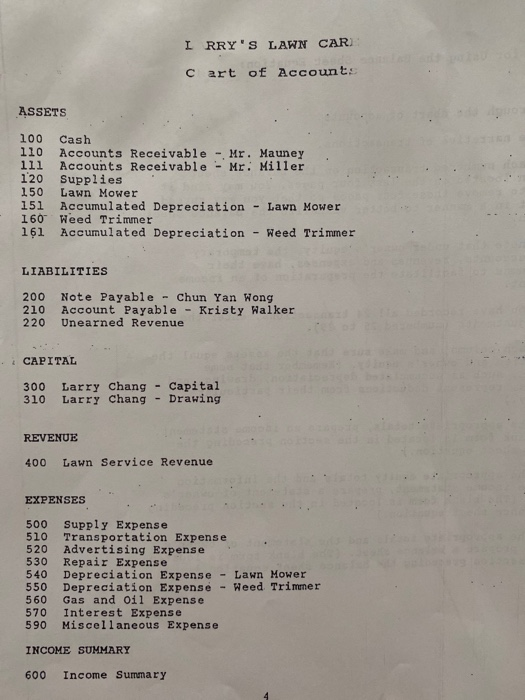 L RRY'S LAWN CAR
C art of Accounts
ASSETS
100 Cash
110 Accounts Receivable - Mr. Mauney
111 Accounts Receivable - Mr. Miller
120 Supplies
150 Lawn Mower
151 Accumulated Depreciation - Lawn Mower
160 Weed Trimmer
161 Accumulated Depreciation - Weed Trimmer
LIABILITIES
200 Note Payable - Chun Yan Wong
210 Account Payable - Kristy Walker
220 Unearned Revenue
CAPITAL
300 Larry Chang - Capital
310 Larry Chang - Drawing
REVENUE
400 Lawn Service Revenue
EXPENSES
500 Supply Expense
510 Transportation Expense
520 Advertising Expense
530 Repair Expense
540 Depreciation Expense - Lawn Mower
550 Depreciation Expense - Weed Trimmer
560 Gas and Oil Expense
570 Interest Expense
590 Miscellaneous Expense
INCOME SUMMARY
600 Income Summary
4